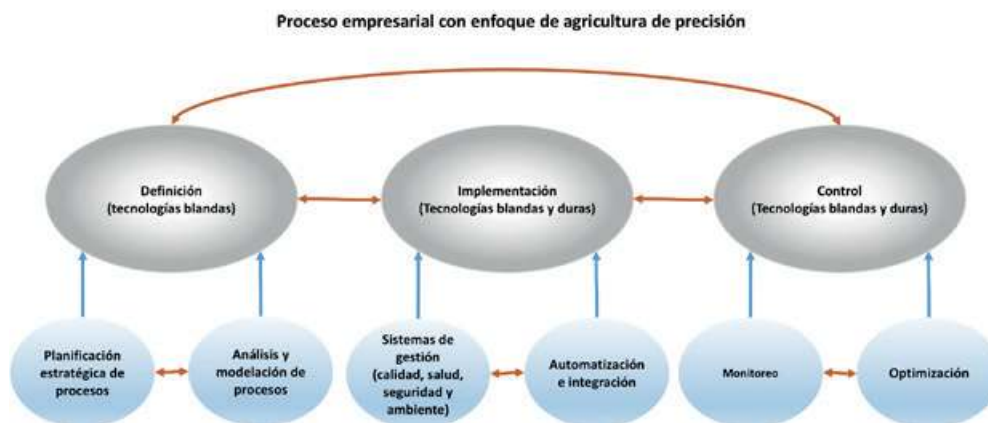 Proceso empresarial con enfoque de agricultura de precisión
Definición
(tecnologías blandas)
Implementación
(Tecnologías blandas y duras)
Control
(Tecnologías blandas y duras)
Planificación
estratégica de
procesos
Análisis y
modelación de
procesos
Sistemas de
gestión
(calidad, salud,
seguridad y
ambiente)
Automatización
e integración
Monitoreo
Optimización